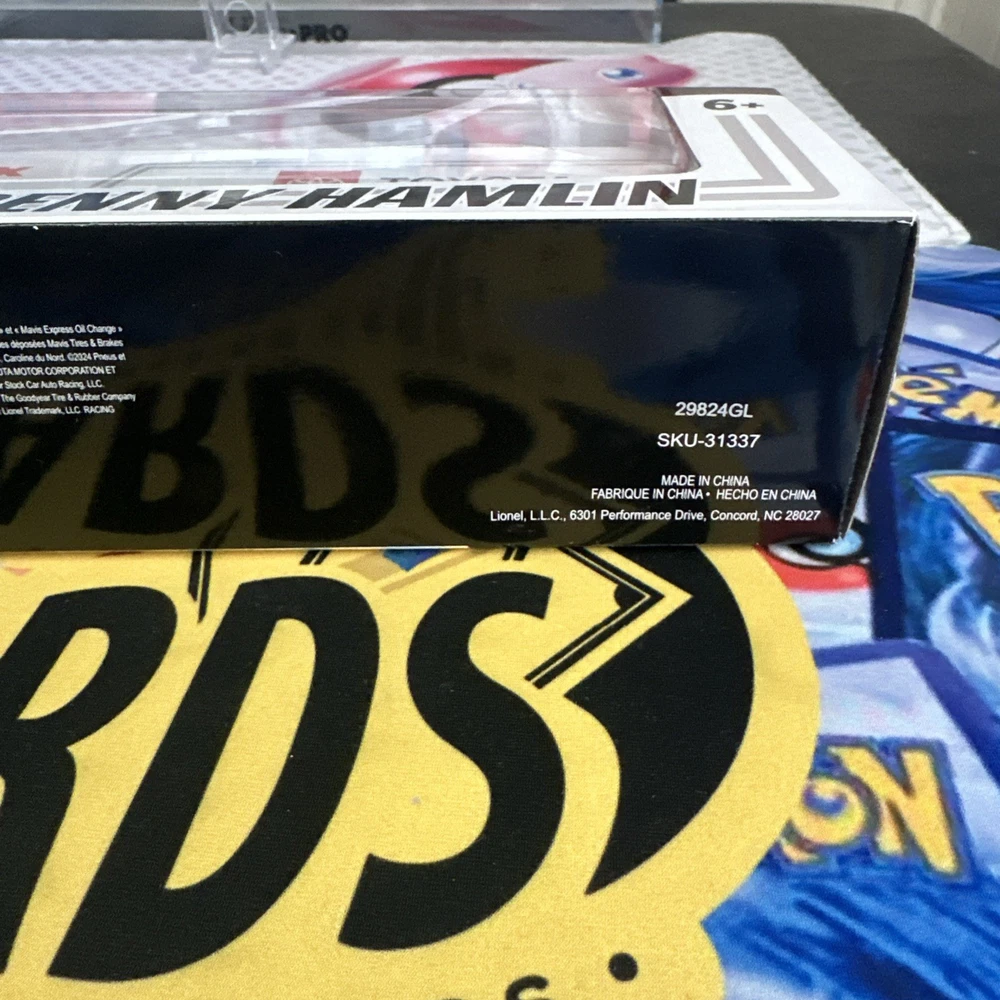 -PRO
6+
DENNY HAMLIN
» et « Mavis Express Oil Change »
es déposées Mavis Tires & Brakes
. Caroline du Nord. ©2024 Pneus et
OTA MOTOR CORPORATION ET
r Stock Car Auto Racing, LLC.
The Goodyear Tire & Rubber Company
Lionel Trademark, LLC RACING
29824GL
SKU-31337
MADE IN CHINA
FABRIQUE IN CHINA • HECHO EN CHINA
Lionel, L.L.C., 6301 Performance Drive, Concord, NC 28027
RDS